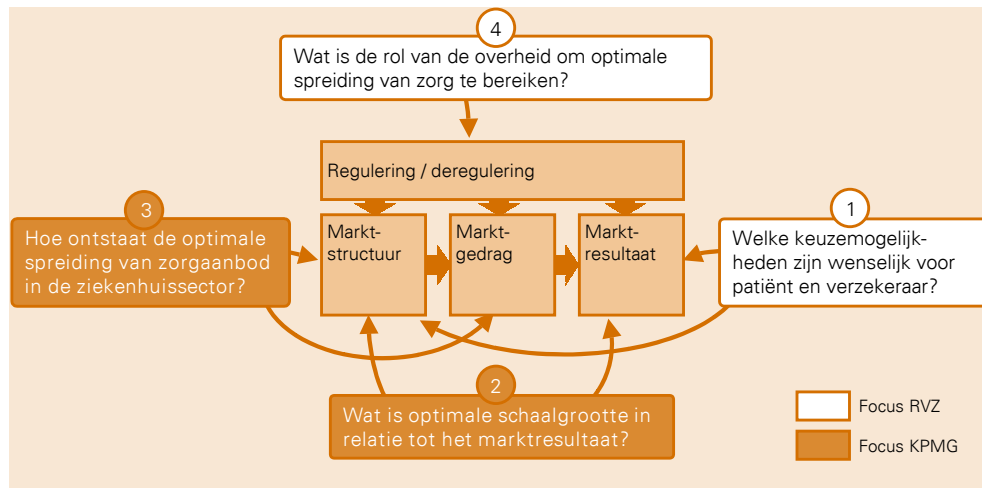 4
Wat is de rol van de overheid om optimale
spreiding van zorg te bereiken?
Regulering / deregulering
3
Hoe ontstaat de optimale
spreiding van zorgaanbod
in de ziekenhuissector?
Markt-
structuur
Markt-
gedrag
Markt-
resultaat
1
Welke keuzemogelijk-
heden zijn wenselijk voor
patiënt en verzekeraar?
2
Wat is optimale schaalgrootte in
relatie tot het marktresultaat?
Focus RVZ
Focus KPMG